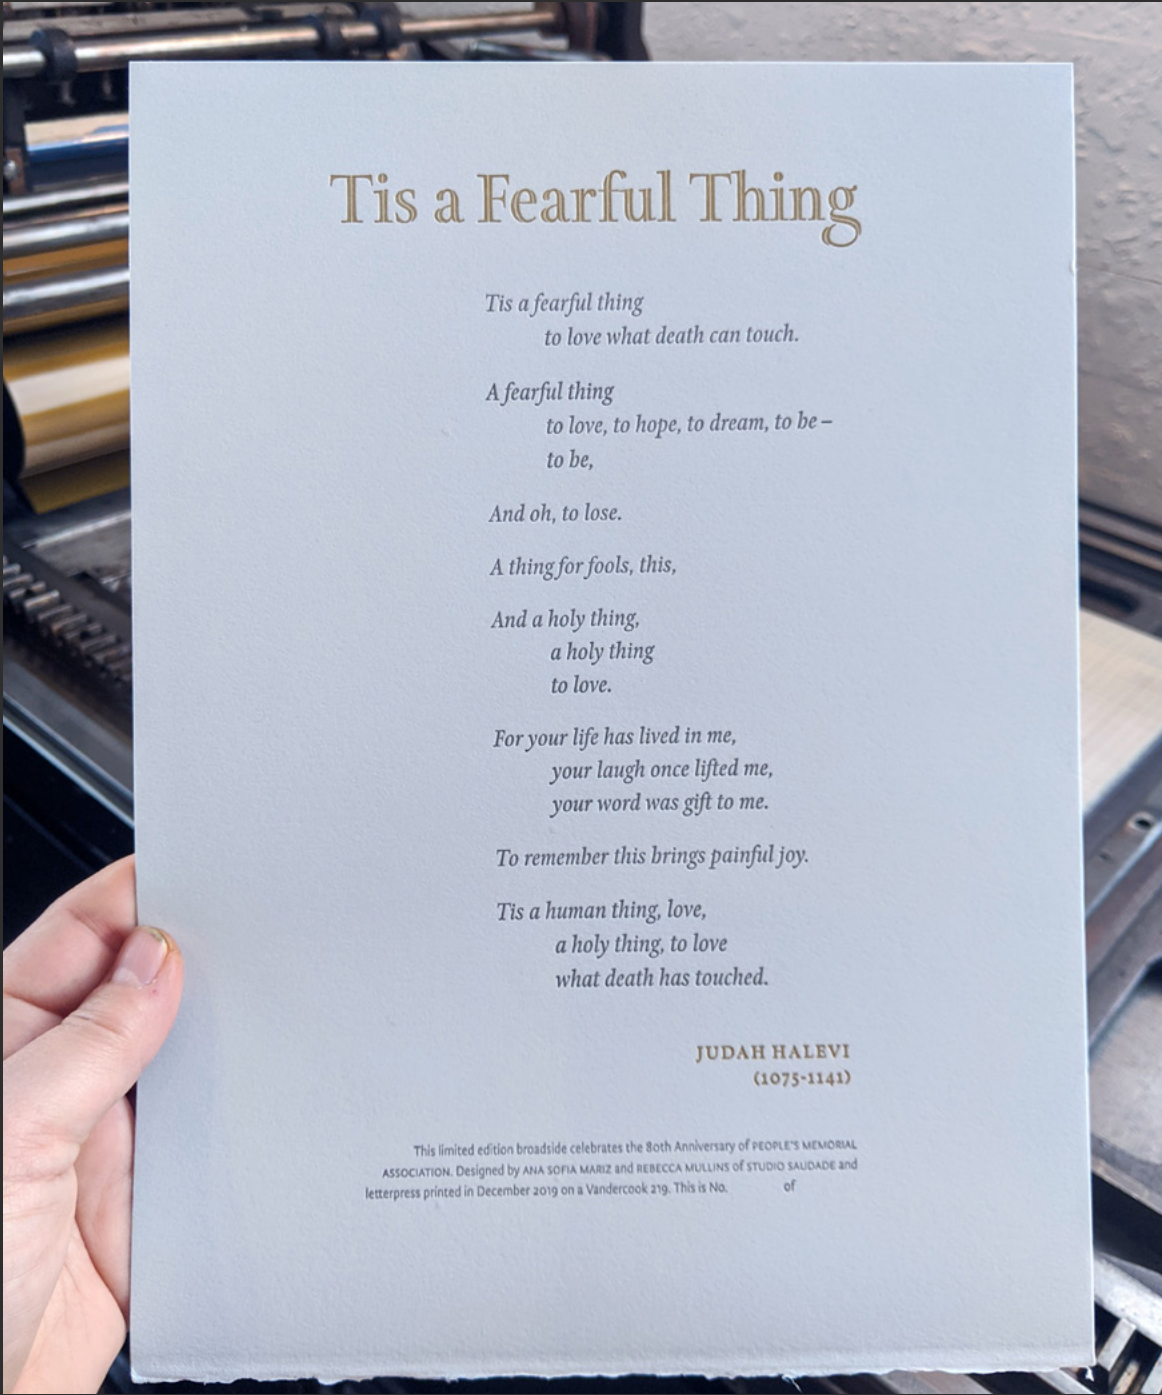 Tis a Fearful Thing
Tis a fearful thing
to love what death can touch.
A fearful thing
to love, to hope, to dream, to be –
to be,
And oh, to lose.
A thing for fools, this,
And a holy thing,
a holy thing
to love.
For your life has lived in me,
your laugh once lifted me,
your word was gift to me.
To remember this brings painful joy.
Tis a human thing, love,
a holy thing, to love
what death has touched.
JUDAH HALEVI
(1075-1141)
This limited edition broadside celebrates the 80th Anniversary of PEOPLE'S MEMORIAL
ASSOCIATION. Designed by ANA SOFIA MARIZ and REBECCA MULLINS of STUDIO SAUDADE and
letterpress printed in December 2019 on a Vandercook 219. This is No. of